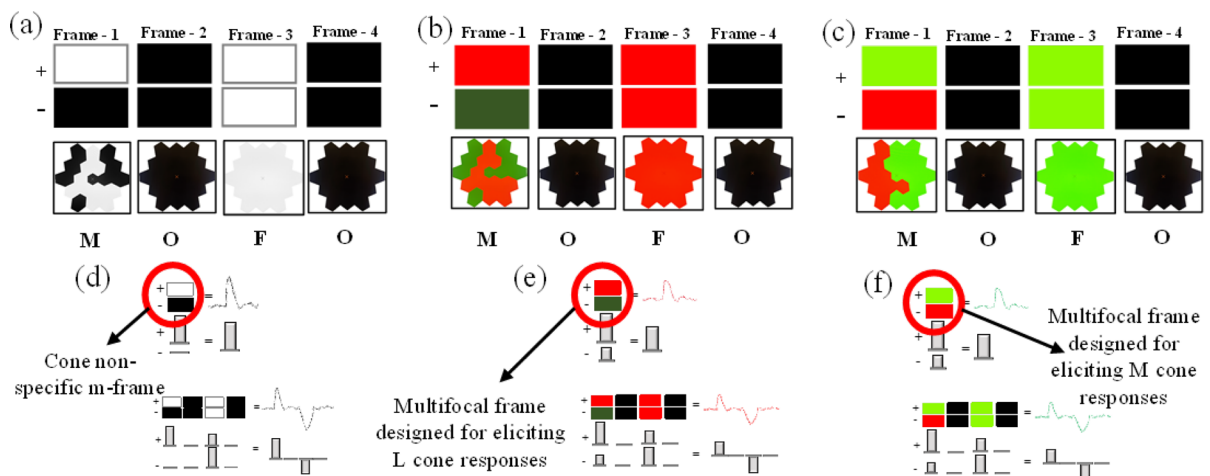 (a)
Frame - 1 Frame - 2 Frame - 3 Frame - 4
+
-
M O F O
(b)
Frame - 1 Frame - 2 Frame - 3 Frame - 4
+
-
M O F O
(c)
Frame - 1 Frame - 2 Frame - 3 Frame - 4
+
-
M O F O
(d)
+
-
=
+
-
=
Cone non-
specific m-frame
+
-
=
+
-
=
(e)
+
-
=
+
-
=
Multifocal frame
designed for eliciting
L cone responses
+
-
=
+
-
=
(f)
+
-
=
+
-
=
Multifocal frame
designed for
eliciting M cone
responses
+
-
=
+
-
=